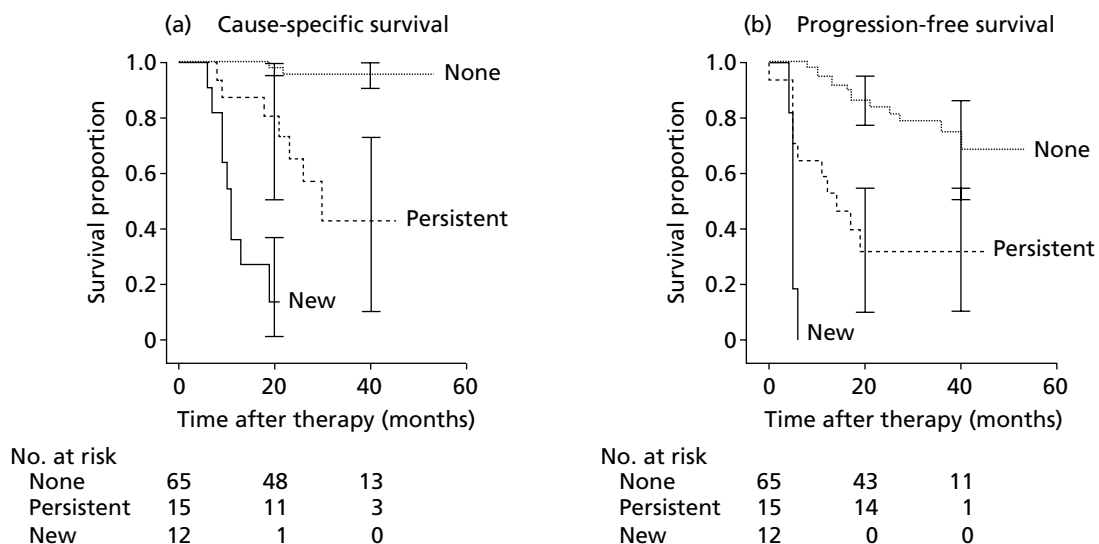 (a) Cause-specific survival
1.0
0.8
0.6
0.4
0.2
0
Survival proportion
None
Persistent
New
0 20 40 60
Time after therapy (months)
No. at risk
None 65 48 13
Persistent 15 11 3
New 12 1 0
(b) Progression-free survival
1.0
0.8
0.6
0.4
0.2
0
Survival proportion
None
Persistent
New
0 20 40 60
Time after therapy (months)
No. at risk
None 65 43 11
Persistent 15 14 1
New 12 0 0